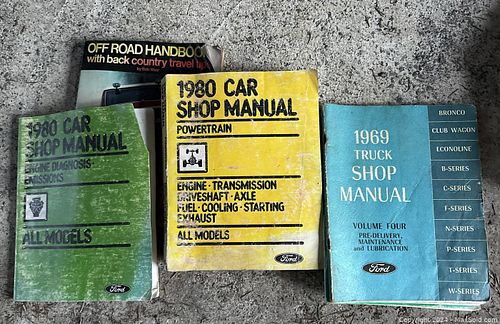 OFF ROAD HANDBOOK
with back country travel tips
1980 CAR
SHOP MANUAL
ENGINE DIAGNOSIS·
EMISSIONS
ALL MODELS
Ford
1980 CAR
SHOP MANUAL
POWERTRAIN
ENGINE · TRANSMISSION
DRIVESHAFT · AXLE
FUEL · COOLING · STARTING
EXHAUST
ALL MODELS
Ford
1969
TRUCK
SHOP
MANUAL
VOLUME FOUR
PRE-DELIVERY,
MAINTENANCE
and LUBRICATION
Ford
BRONCO
CLUB WAGON
ECONOLINE
B-SERIES
C-SERIES
F-SERIES
N-SERIES
P-SERIES
T-SERIES
W-SERIES